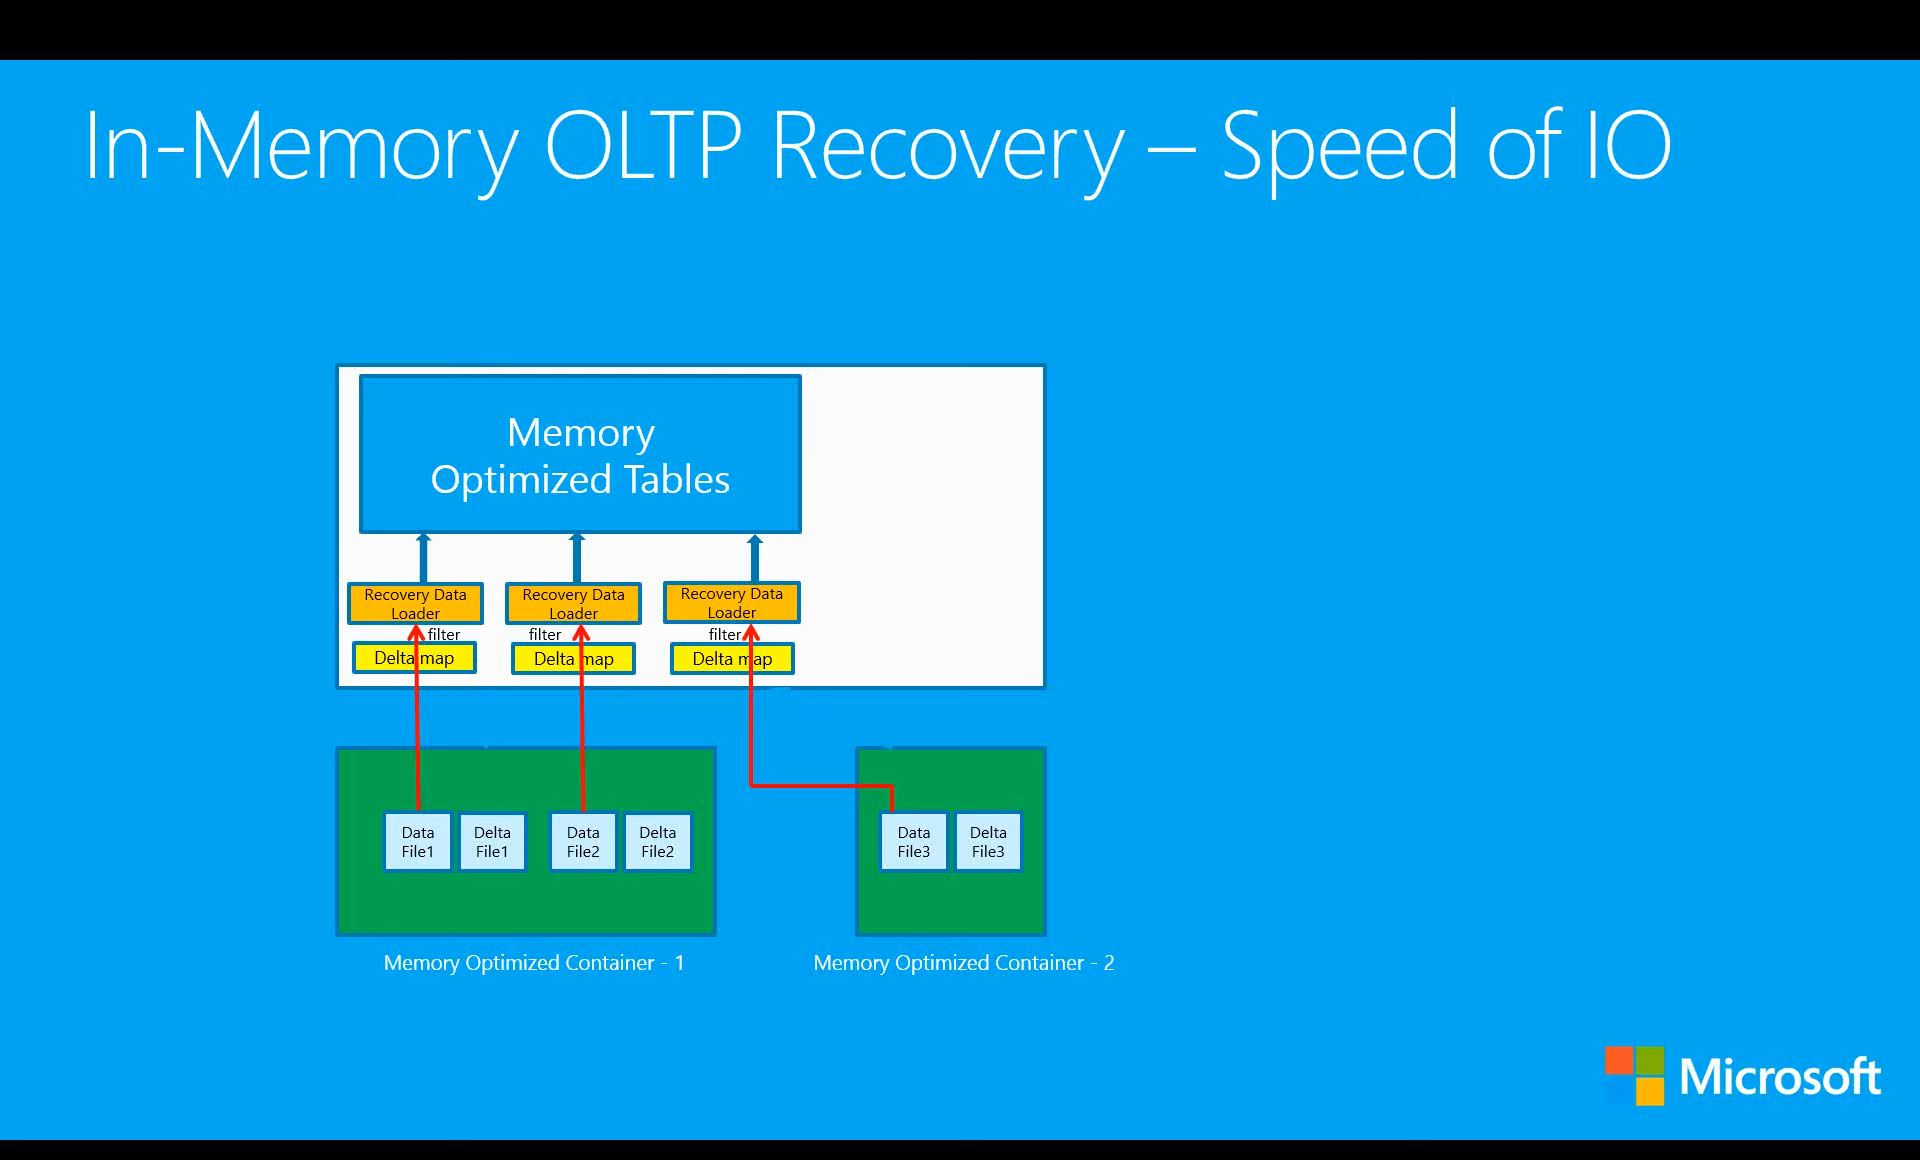 In-Memory OLTP Recovery – Speed of IO
Memory
Optimized Tables
Recovery Data
Loader
Recovery Data
Loader
Recovery Data
Loader
filter
filter
filter
Delta map
Delta map
Delta map
Data
File1
Delta
File1
Data
File2
Delta
File2
Data
File3
Delta
File3
Memory Optimized Container - 1
Memory Optimized Container - 2
Microsoft